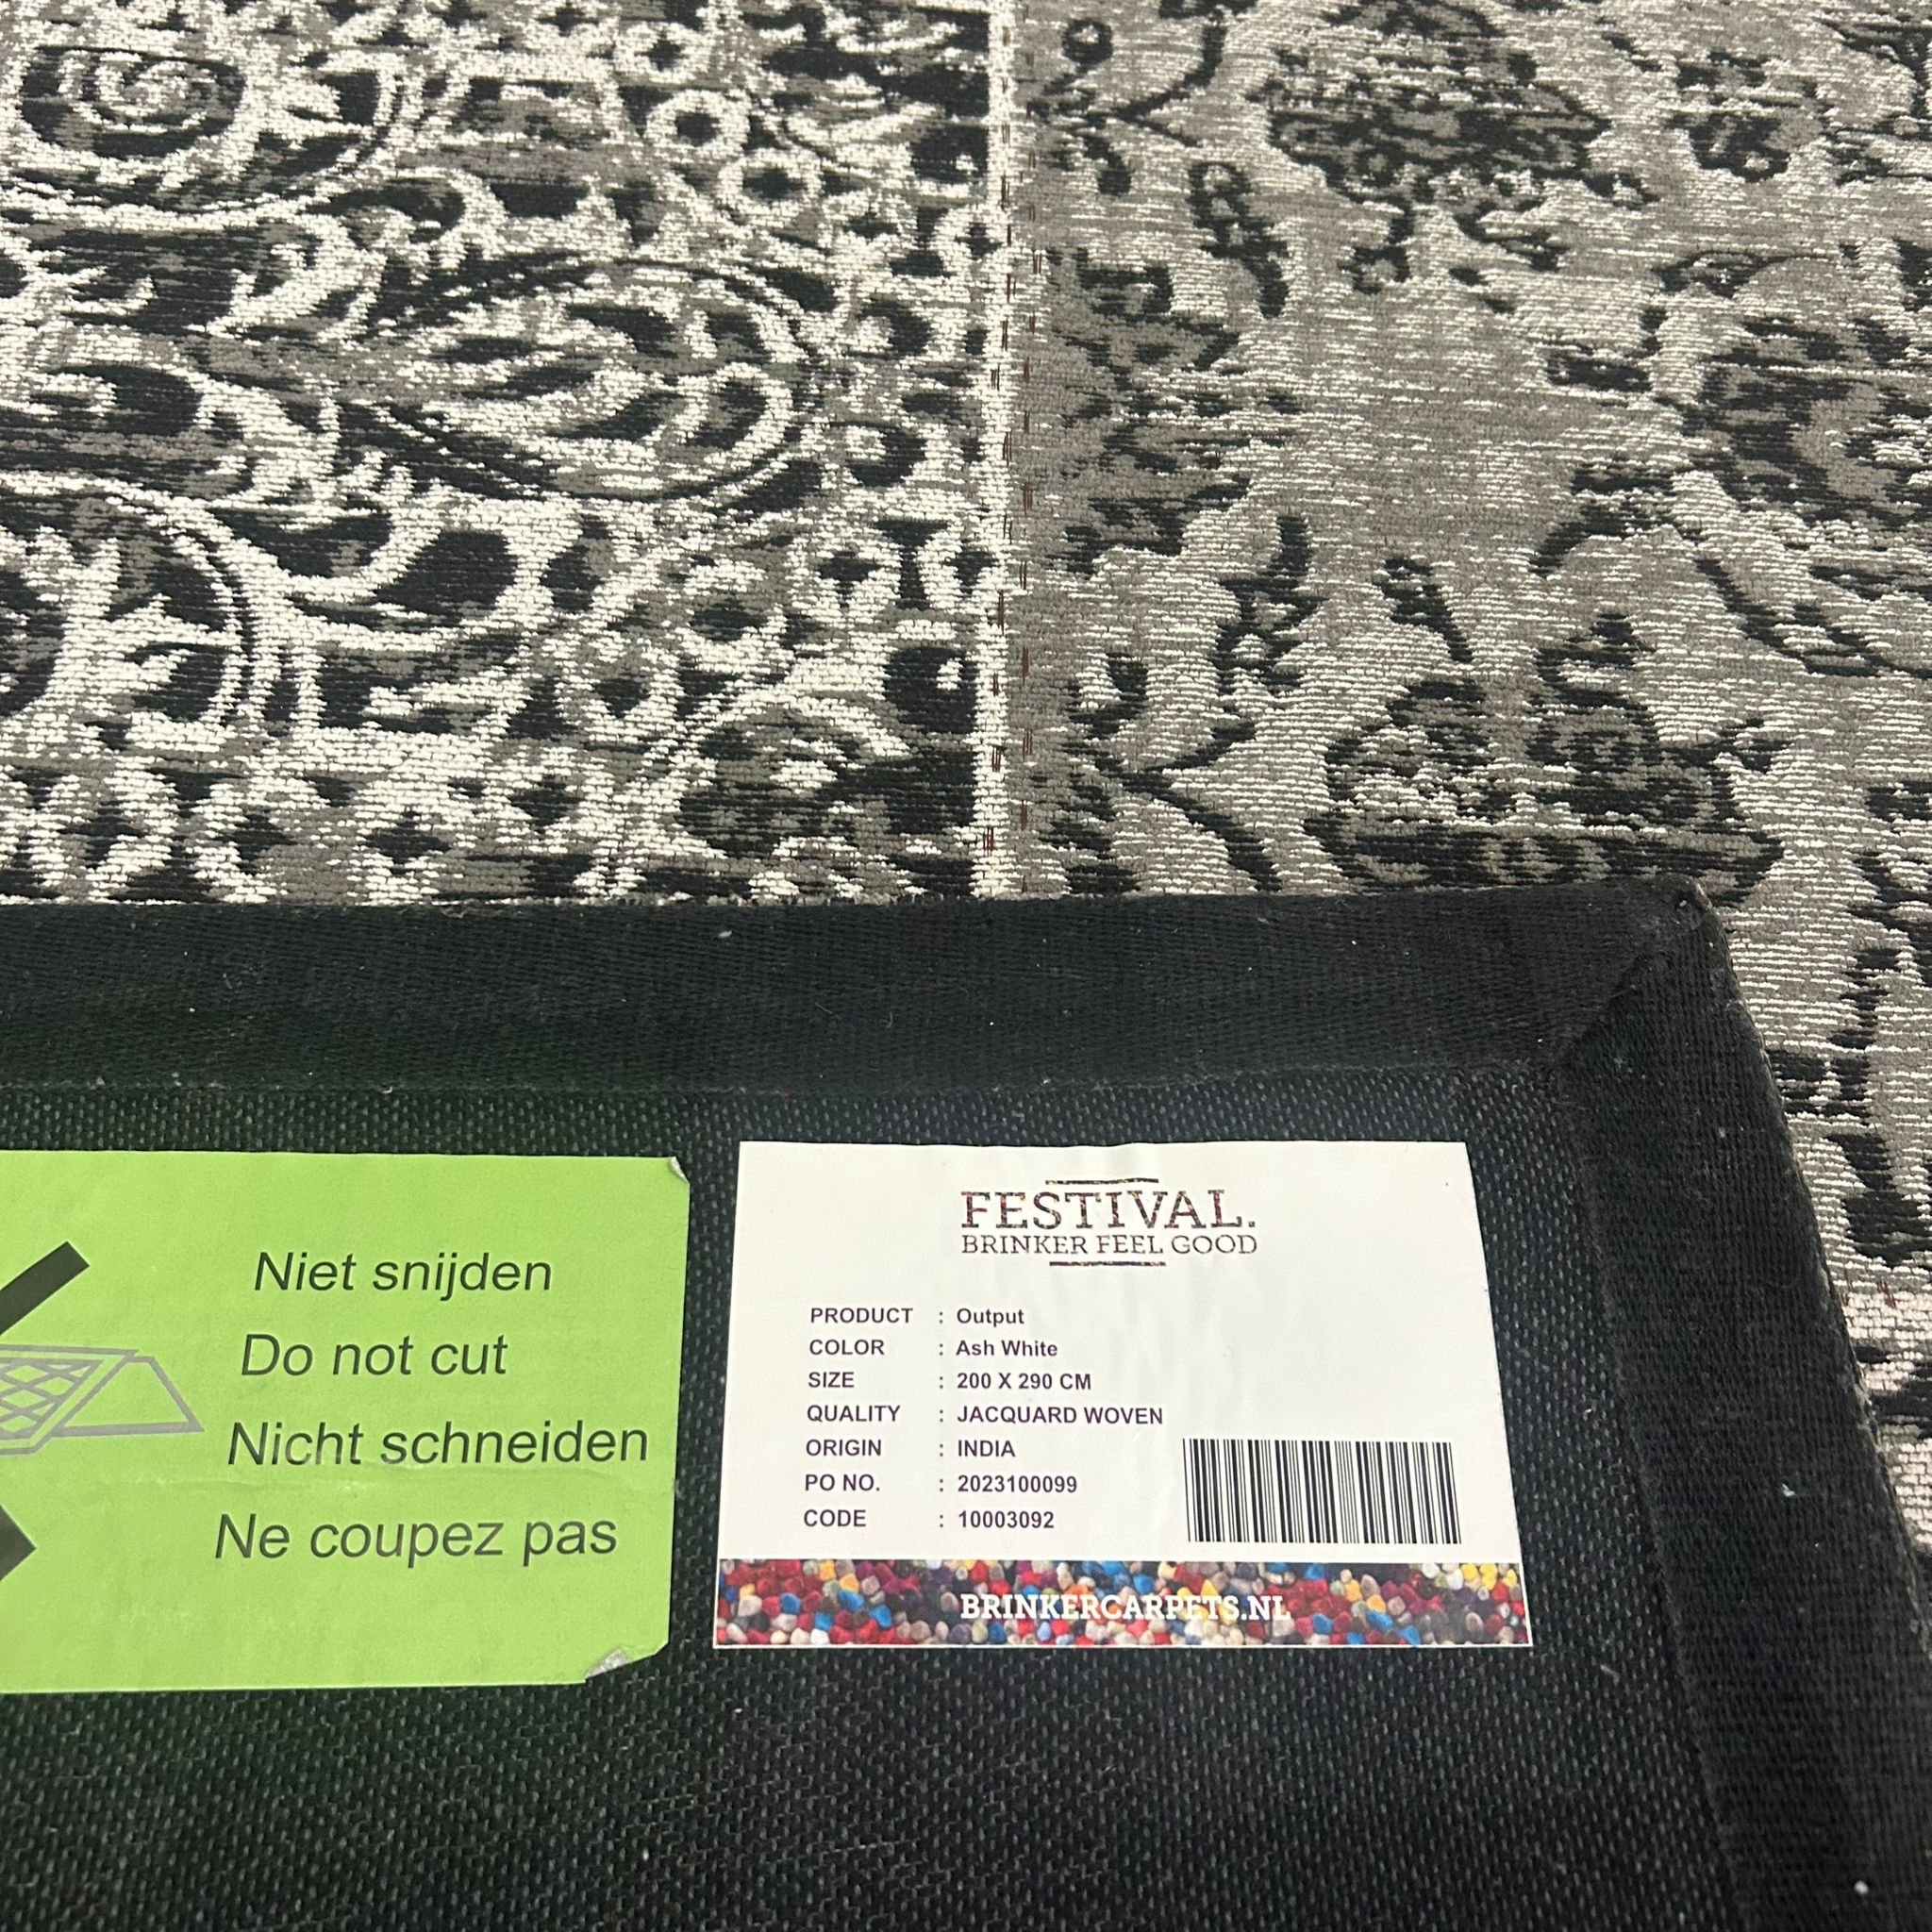 Niet snijden
Do not cut
Nicht schneiden
Ne coupez pas
FESTIVAL.
BRINKER FEEL GOOD
PRODUCT : Output
COLOR : Ash White
SIZE : 200 X 290 CM
QUALITY : JACQUARD WOVEN
ORIGIN : INDIA
PO NO. : 2023100099
CODE : 10003092
BRINKERCARPETS.NL